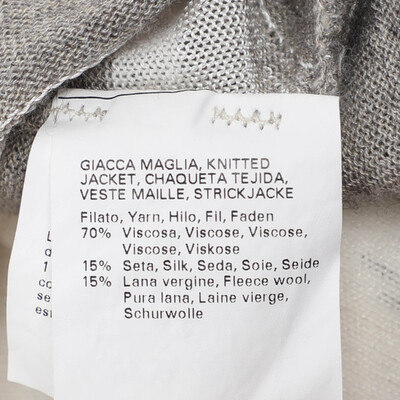 GIACCA MAGLIA, KNITTED
JACKET, CHAQUETA TEJIDA,
VESTE MAILLE, STRICKJACKE
Filato, Yarn, Hilo, Fil, Faden
70% Viscosa, Viscose, Viscose,
Viscose, Viskose
15% Seta, Silk, Seda, Soie, Seide
15% Lana vergine, Fleece wool,
Pura lana, Laine vierge,
Schurwolle